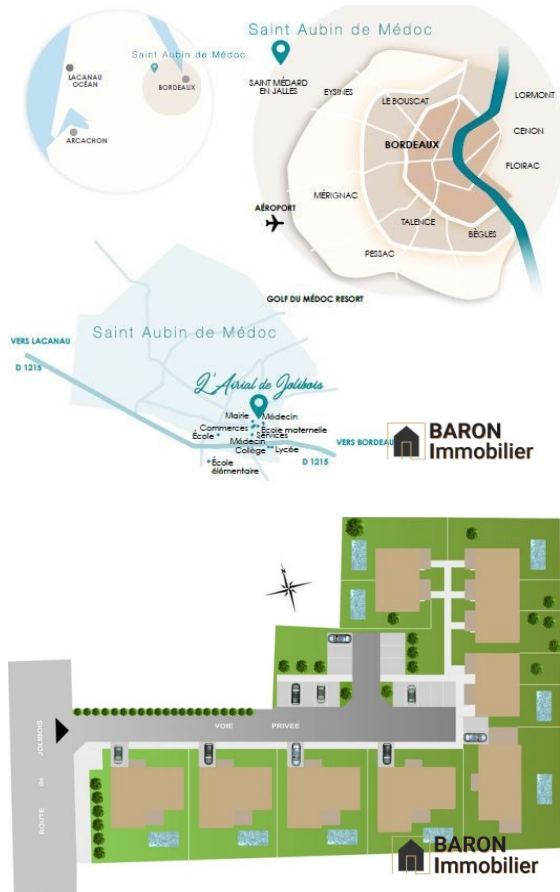 Saint Aubin de Médoc
LACANAU
OCÉAN
BORDEAUX
ARCACHON
Saint Aubin de Médoc
SAINT MÉDARD
EN JALLES
EYSINES
LE BOUSCAT
LORMONT
BORDEAUX
CENON
FLOIRAC
MÉRIGNAC
AÉROPORT
TALENCE
BÈGLES
PESSAC
GOLF DU MÉDOC RESORT
Saint Aubin de Médoc
VERS LACANAU
D 1215
L'Airial de Jolibois
Mairie
Médecin
Commerces
École maternelle
École
Services
Médecin
Collège
Lycée
VERS BORDEAU
D 1215
École
élémentaire
BARON
Immobilier
N
VOIE PRIVEE
ROUTE de JOLIBOIS
BARON
Immobilier